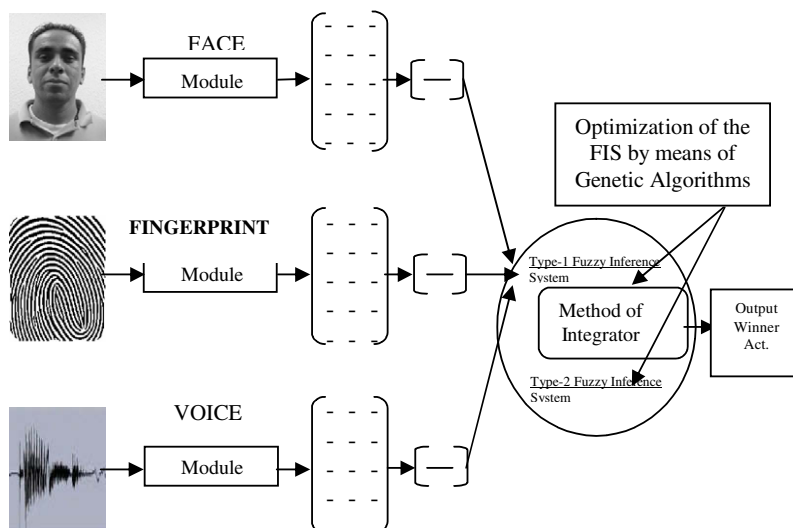 FACE
Module
FINGERPRINT
Module
VOICE
Module
Optimization of the
FIS by means of
Genetic Algorithms
Type-1 Fuzzy Inference
System
Method of
Integrator
Type-2 Fuzzy Inference
System
Output
Winner
Act.